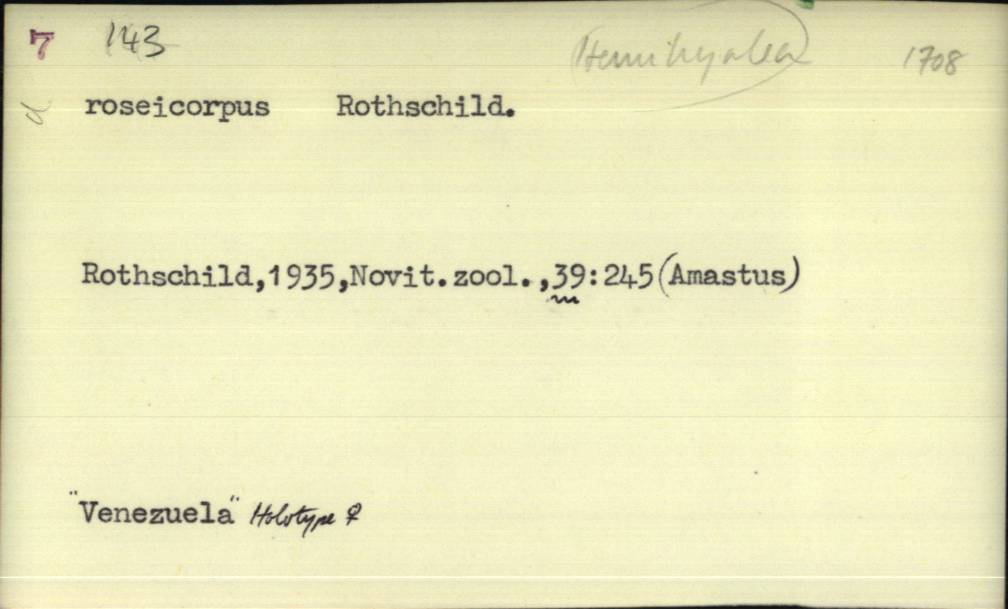 7 143 Hemihyalea 1708
roseicorpus Rothschild.
Rothschild,1935,Novit.zool.,39:245(Amastus)
"Venezuela" Holotype ♀